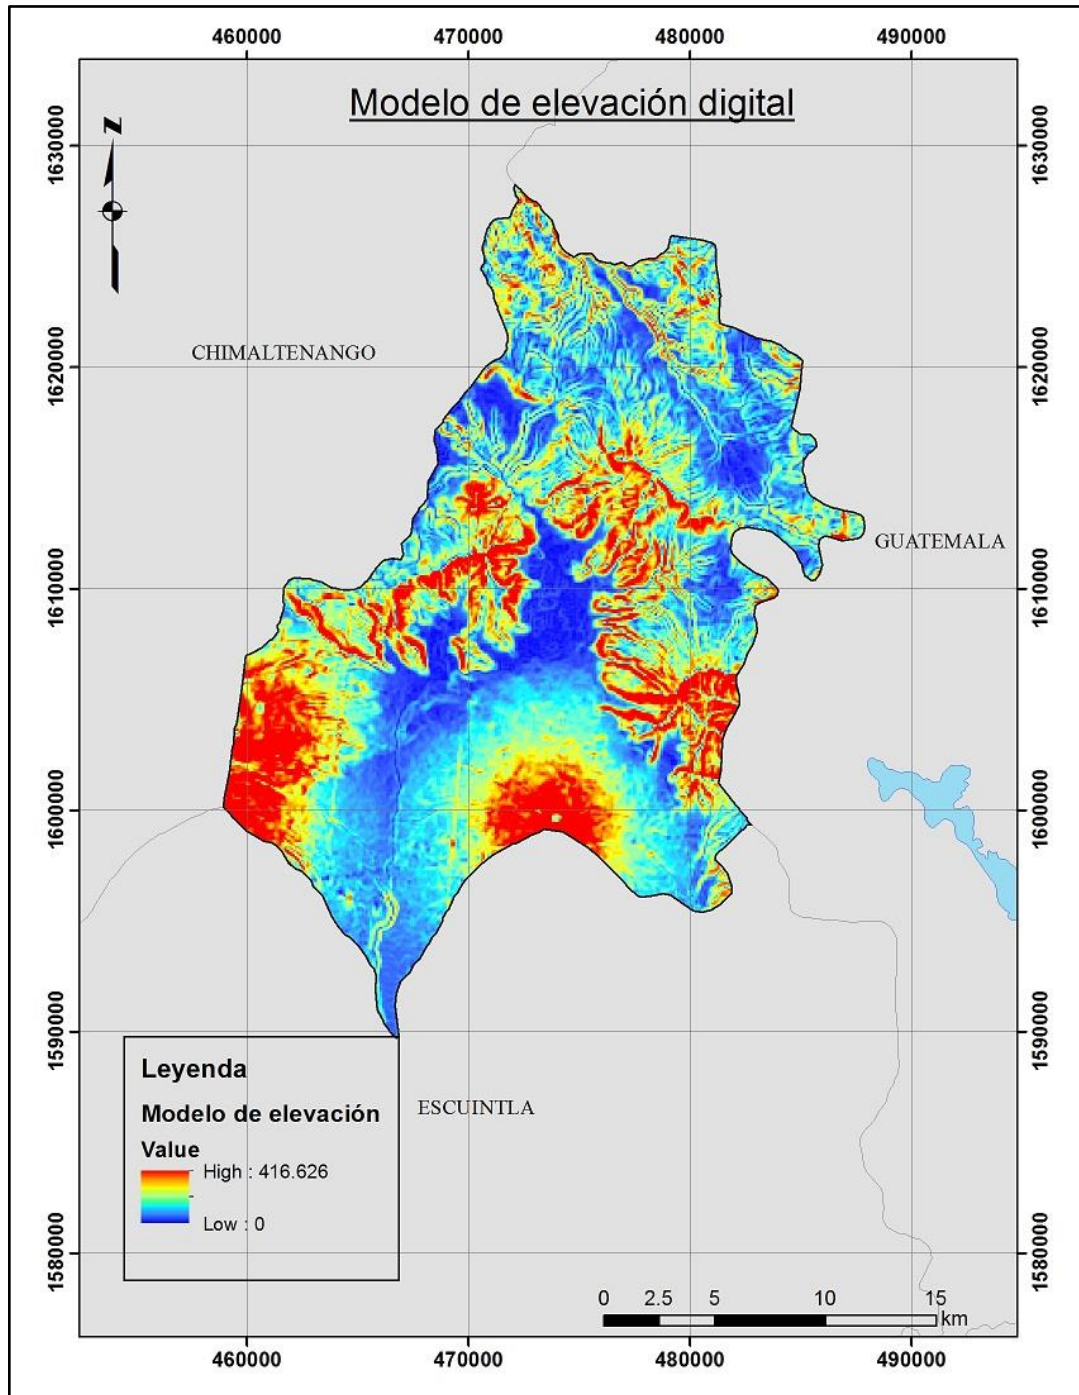 460000 470000 480000 490000
Modelo de elevación digital
N
1630000 1630000
CHIMALTENANGO
1620000 1620000
GUATEMALA
1610000 1610000
1600000 1600000
1590000 1590000
Leyenda
Modelo de elevación
ESCUINTLA
Value
High : 416.626
Low : 0
1580000 1580000
0 2.5 5 10 15
km
460000 470000 480000 490000